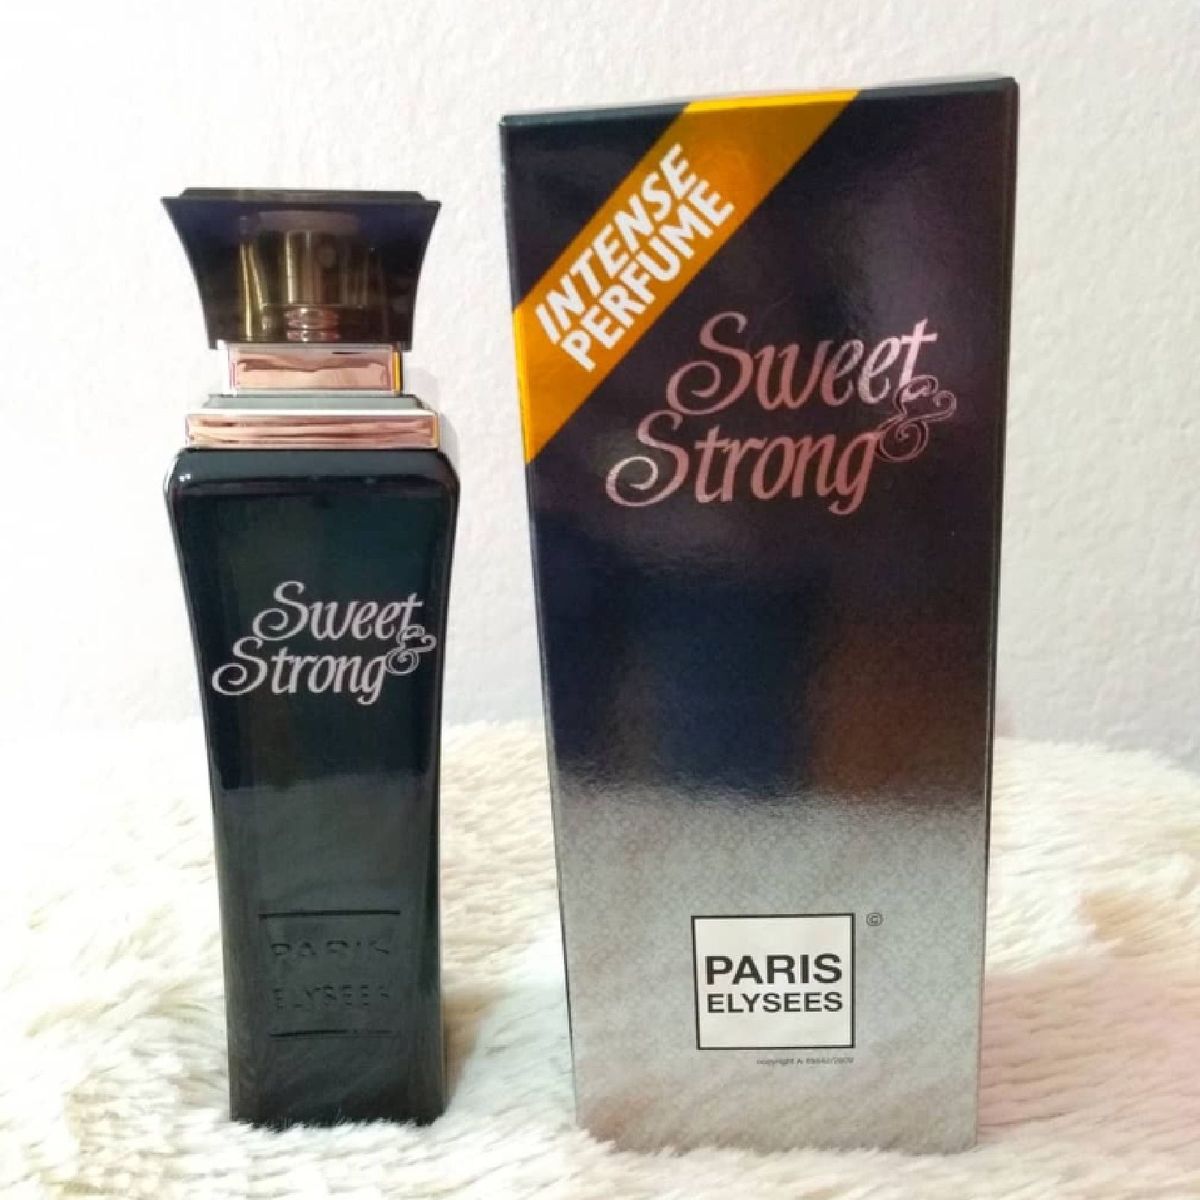 INTENSE
PERFUME
Sweet &
Strong
Sweet &
Strong
PARIS
ELYSEES
PARIS
ELYSEES
©